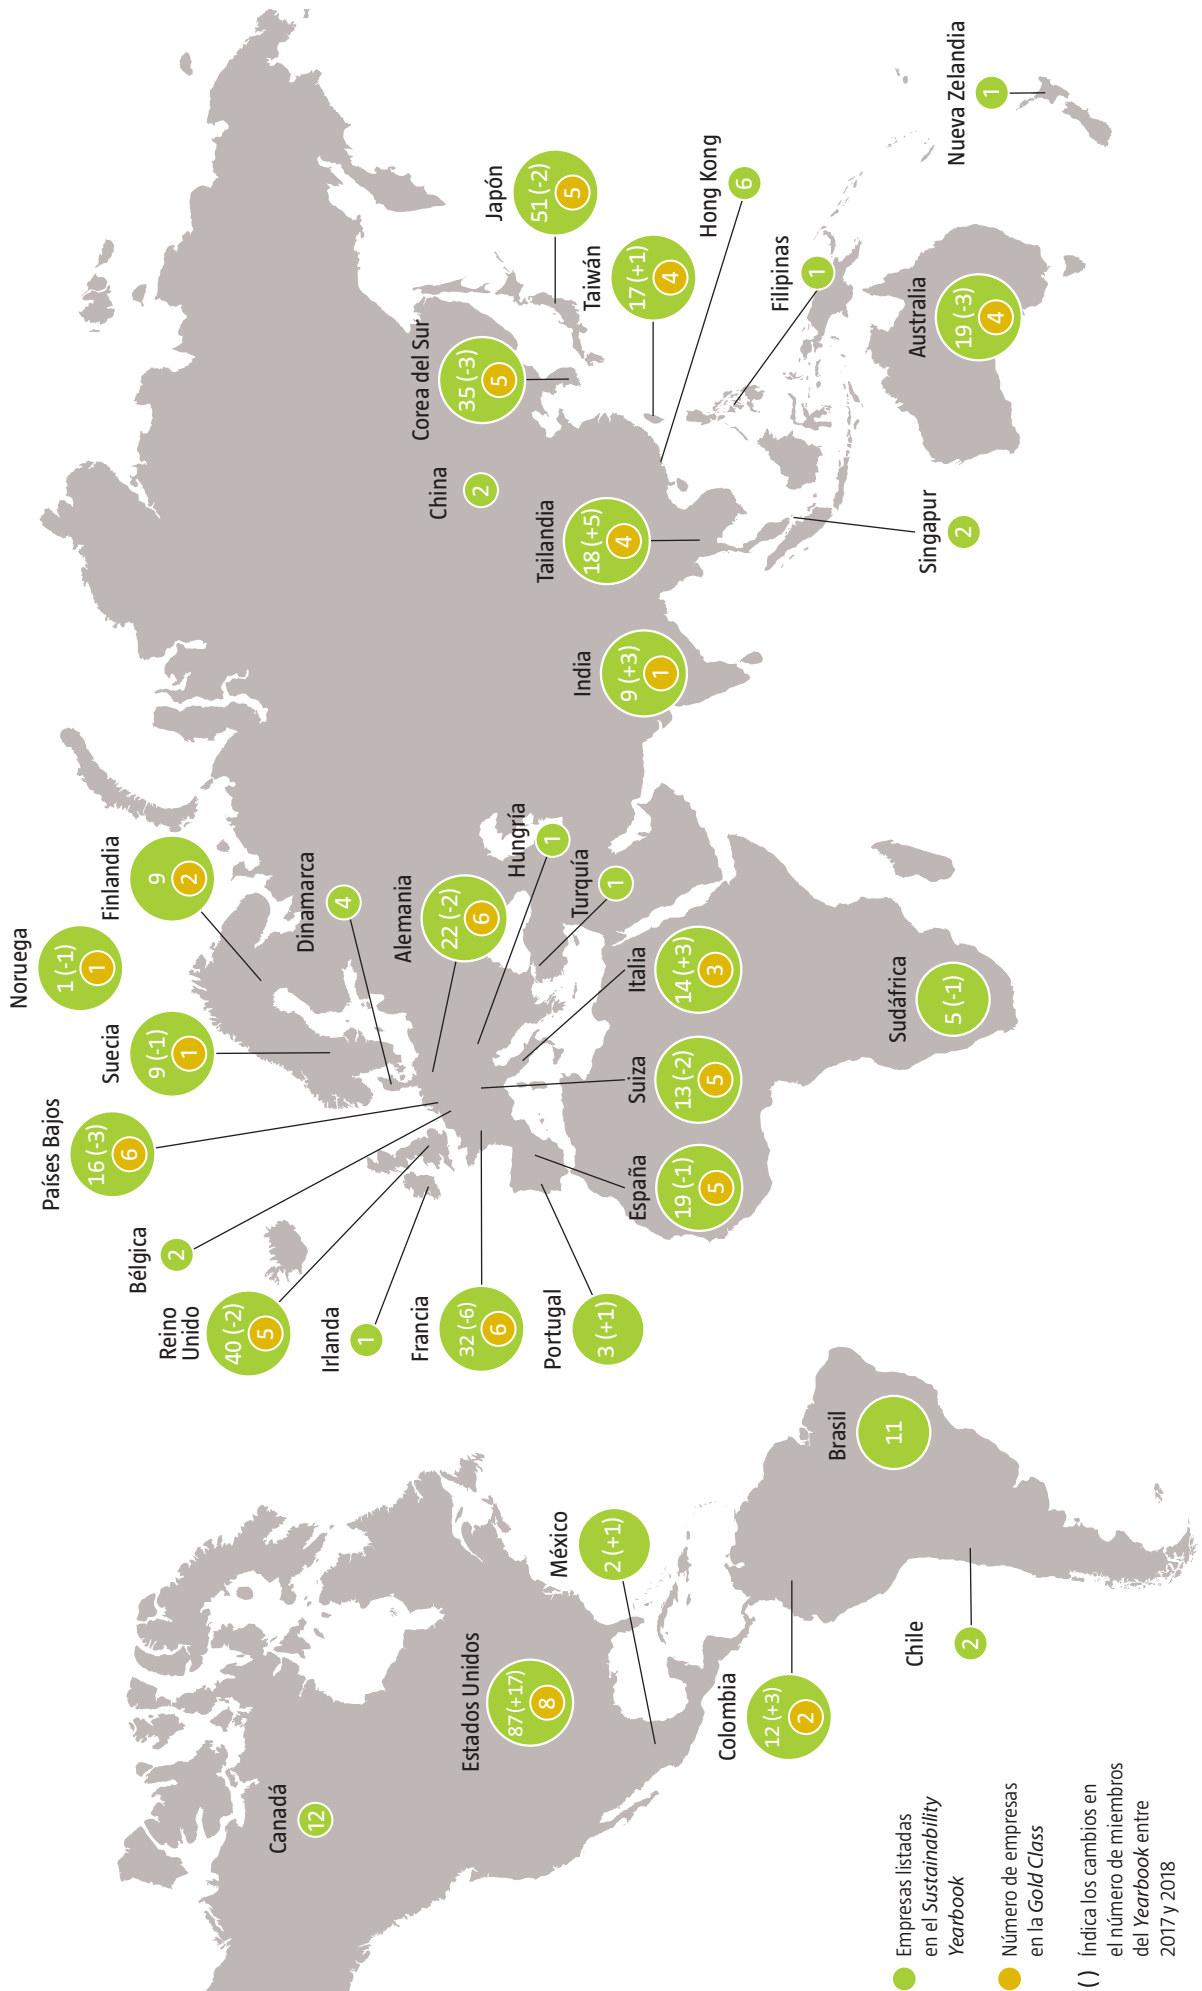 Canadá
12
Estados Unidos
87(+17)
8
México
2 (+1)
Colombia
12 (+3)
2
Chile
2
Brasil
11
Noruega
1 (-1)
1
Finlandia
9
2
Suecia
9 (-1)
1
Países Bajos
16 (-3)
6
Bélgica
2
Reino
Unido
40 (-2)
5
Irlanda
1
Francia
32 (-6)
6
Portugal
3 (+1)
Dinamarca
4
Alemania
22 (-2)
6
Hungría
1
Turquía
1
Italia
14 (+3)
3
Suiza
13 (-2)
5
España
19 (-1)
5
Sudáfrica
5 (-1)
India
9 (+3)
1
Tailandia
18 (+5)
4
China
2
Corea del Sur
35 (-3)
5
Japón
51 (-2)
5
Taiwán
17 (+1)
4
Hong Kong
6
Filipinas
1
Singapur
2
Australia
19 (-3)
4
Nueva Zelandia
1
Empresas listadas
en el Sustainability
Yearbook
Número de empresas
en la Gold Class
( ) Índica los cambios en
el número de miembros
del Yearbook entre
2017 y 2018